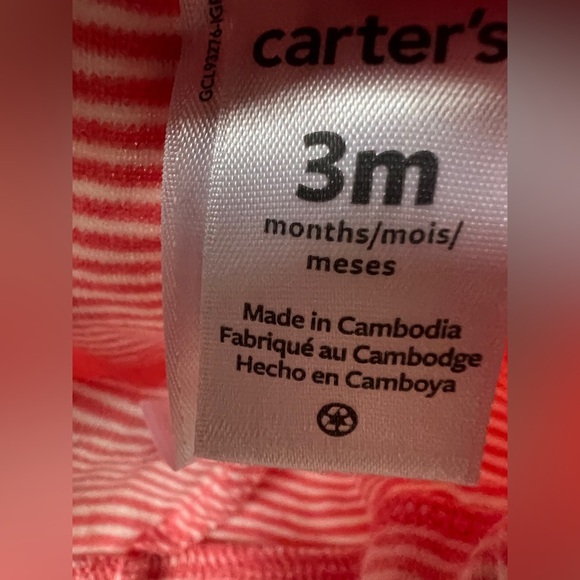 carter's
3m
months/mois/
meses
Made in Cambodia
Fabriqué au Cambodge
Hecho en Camboya